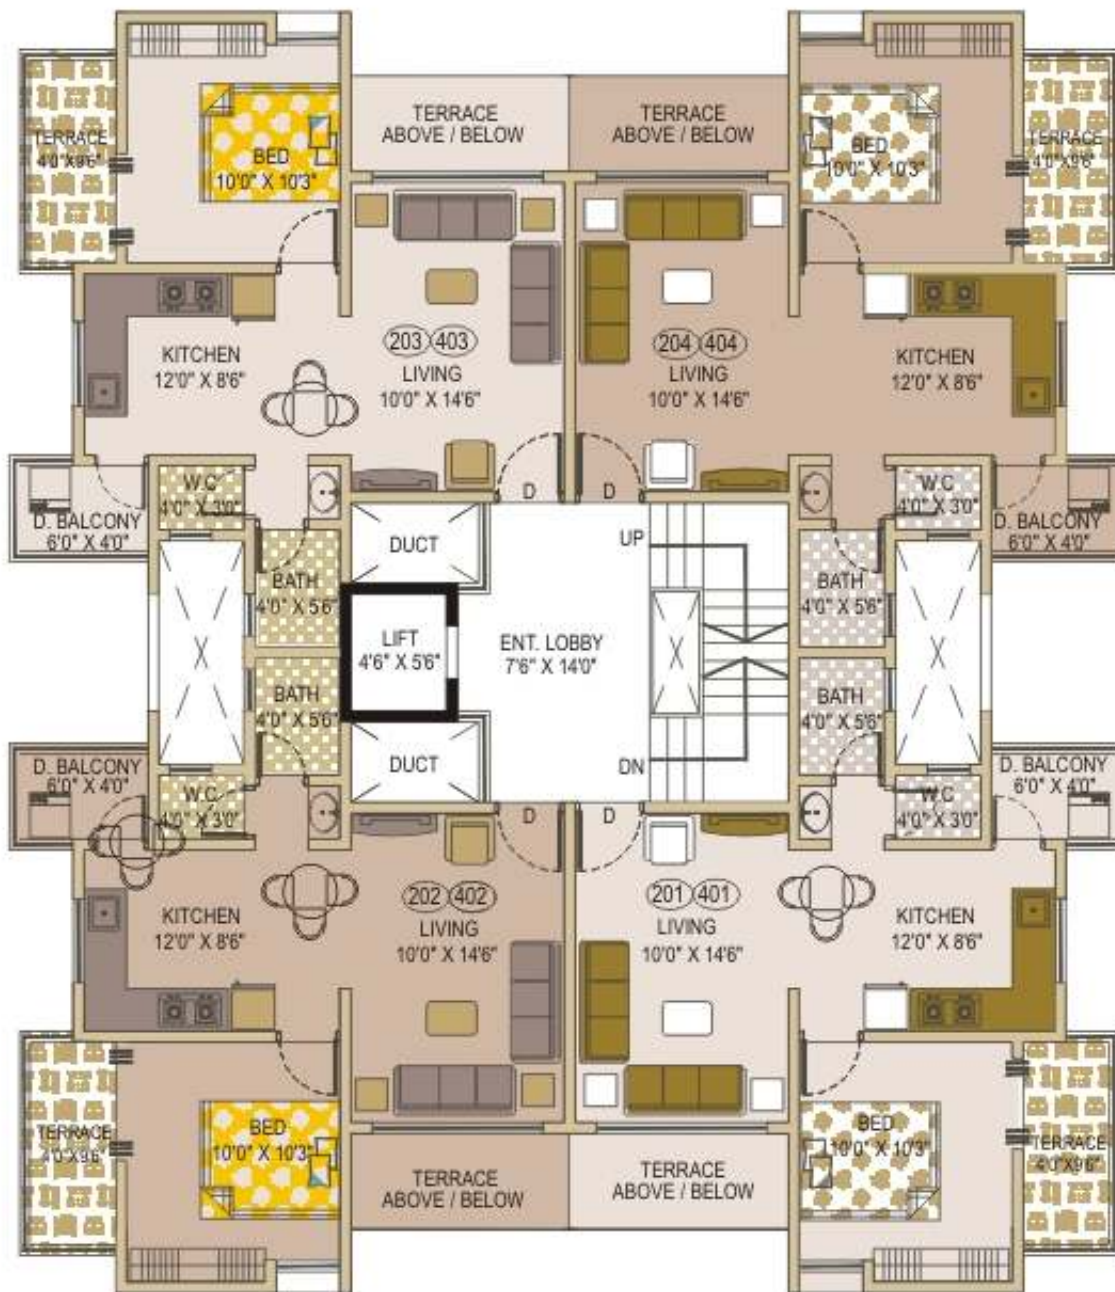 TERRACE
ABOVE / BELOW
TERRACE
ABOVE / BELOW
TERRACE
4'0"X9'6"
BED
10'0" X 10'3"
BED
10'0" X 10'3"
TERRACE
4'0"X9'6"
203 403
LIVING
10'0" X 14'6"
204 404
LIVING
10'0" X 14'6"
KITCHEN
12'0" X 8'6"
KITCHEN
12'0" X 8'6"
W.C
4'0" X 3'0"
D
D
W.C
4'0" X 3'0"
D. BALCONY
6'0" X 4'0"
D. BALCONY
6'0" X 4'0"
DUCT
UP
BATH
4'0" X 5'6"
BATH
4'0" X 5'6"
LIFT
4'6" X 5'6"
ENT. LOBBY
7'6" X 14'0"
BATH
4'0" X 5'6"
BATH
4'0" X 5'6"
DUCT
DN
D. BALCONY
6'0" X 4'0"
D. BALCONY
6'0" X 4'0"
W.C
4'0" X 3'0"
D
D
W.C
4'0" X 3'0"
202 402
LIVING
10'0" X 14'6"
201 401
LIVING
10'0" X 14'6"
KITCHEN
12'0" X 8'6"
KITCHEN
12'0" X 8'6"
TERRACE
4'0"X9'6"
BED
10'0" X 10'3"
BED
10'0" X 10'3"
TERRACE
4'0"X9'6"
TERRACE
ABOVE / BELOW
TERRACE
ABOVE / BELOW